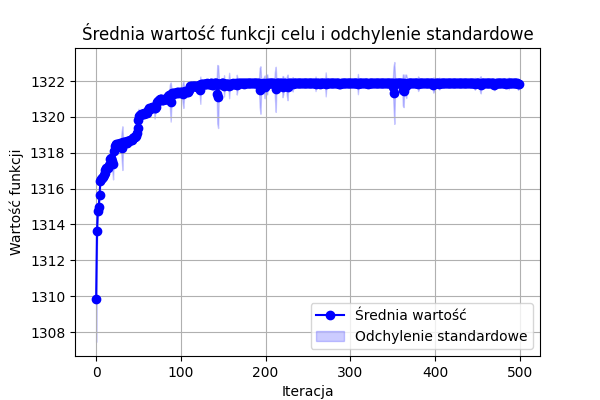 Średnia wartość funkcji celu i odchylenie standardowe
Wartość funkcji
1322
1320
1318
1316
1314
1312
1310
1308
0 100 200 300 400 500
Iteracja
Średnia wartość
Odchylenie standardowe